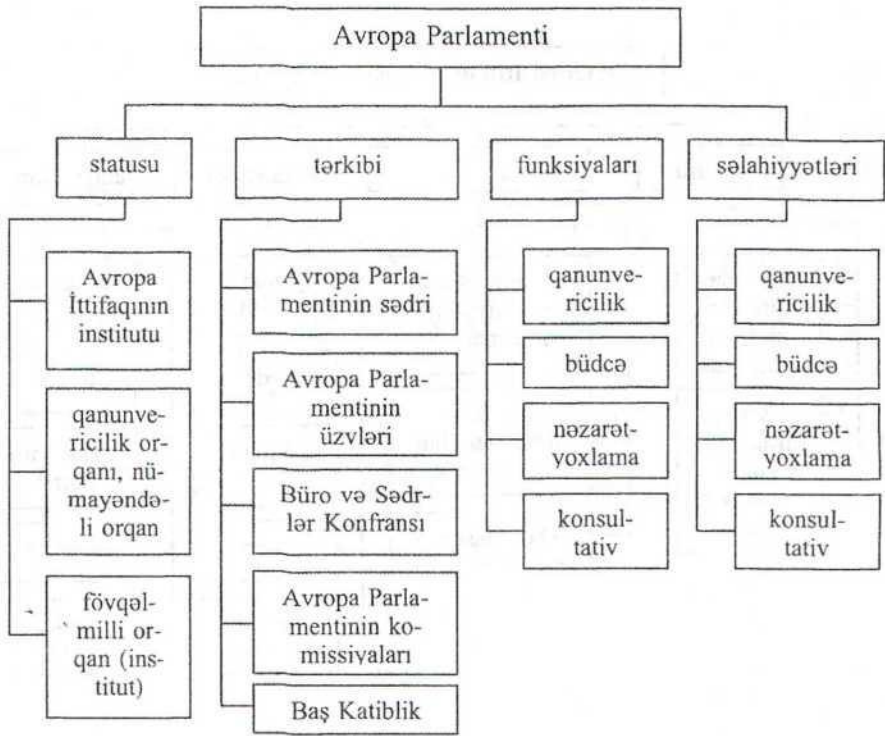 Avropa Parlamenti
statusu
tərkibi
funksiyaları
səlahiyyətləri
Avropa
İttifaqının
institutu
qanunve-
ricilik or-
qanı, nü-
mayəndə-
li orqan
fövqəl-
milli or-
qan (ins-
titut)
Avropa Parla-
mentinin sədri
Avropa Parla-
mentinin
üzvləri
Büro və Sədr-
lər Konfransı
Avropa Parla-
mentinin ko-
missiyaları
Baş Katiblik
qanunve-
ricilik
büdcə
nəzarət-
yoxlama
konsul-
tativ
qanunve-
ricilik
büdcə
nəzarət-
yoxlama
konsul-
tativ